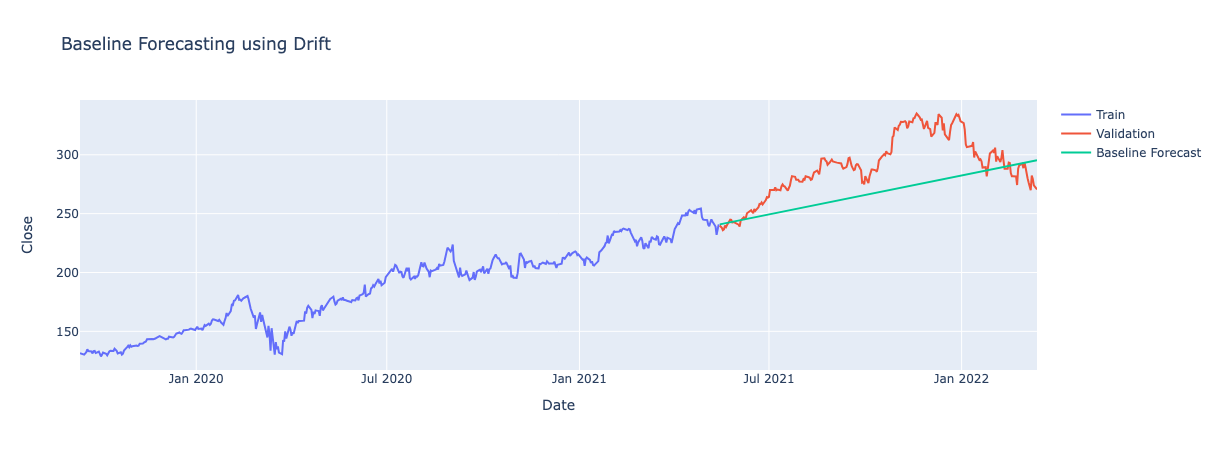 Baseline Forecasting using Drift
Train
Validation
Baseline Forecast
300
250
200
150
Close
Jan 2020
Jul 2020
Jan 2021
Jul 2021
Jan 2022
Date